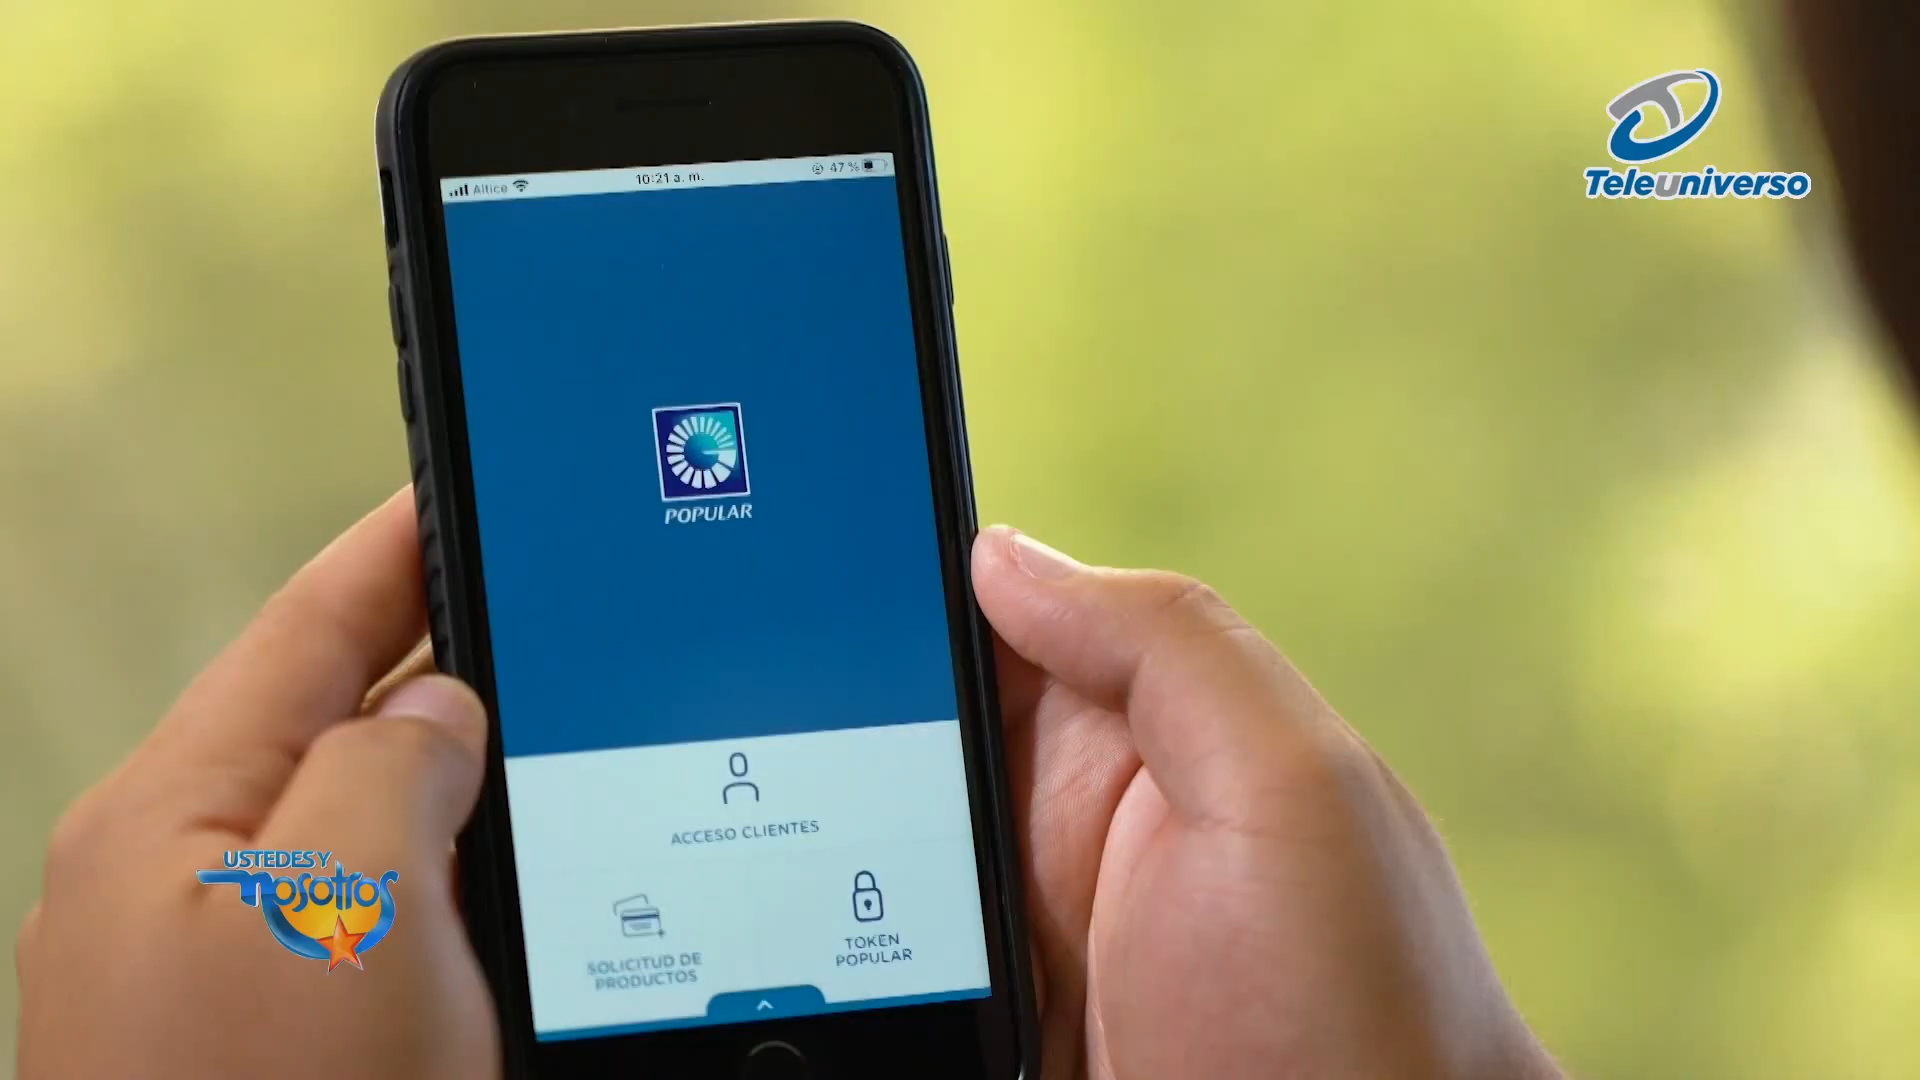 Teleuniverso
Altice
10:21 a. m.
47 %
POPULAR
ACCESO CLIENTES
SOLICITUD DE
PRODUCTOS
TOKEN
POPULAR
USTEDES Y
nosotros